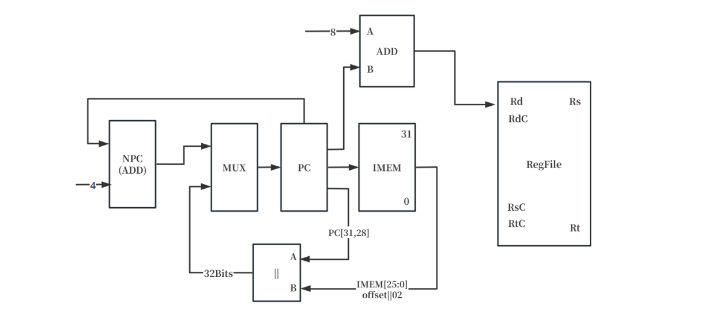 8
A
ADD
B
Rd
Rs
RdC
RegFile
RsC
RtC
Rt
NPC
(ADD)
4
MUX
PC
31
IMEM
0
PC[31,28]
A
||
B
32Bits
IMEM[25:0]
offset||02